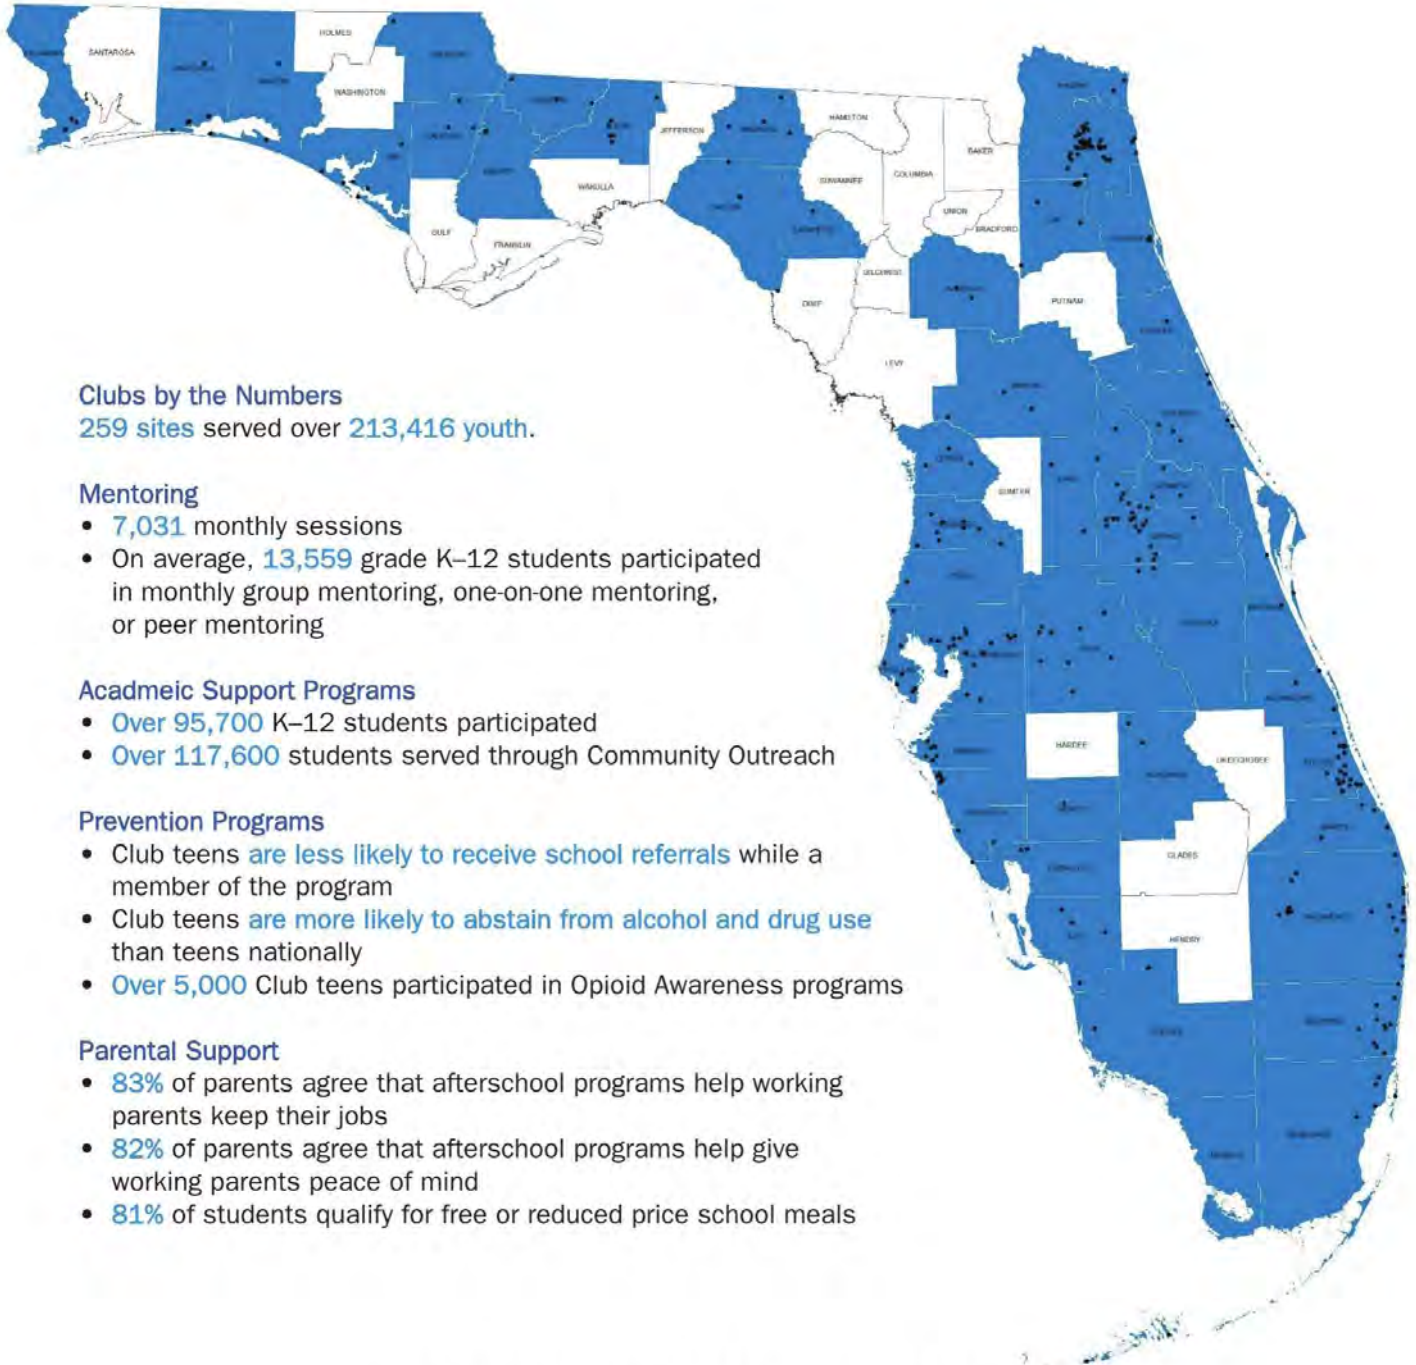 HOLMES
SANTAROSA
WASHINGTON
JEFFERSON
HAMILTON
BAKER
SUWANNEE
COLUMBIA
WAKULLA
UNION
BRADFORD
GULF
FRANKLIN
GILCHRIST
DIXIE
PUTNAM
LEVY
Clubs by the Numbers
259 sites served over 213,416 youth.
SUMTER
Mentoring
• 7,031 monthly sessions
• On average, 13,559 grade K–12 students participated
in monthly group mentoring, one-on-one mentoring,
or peer mentoring
Acadmeic Support Programs
• Over 95,700 K–12 students participated
• Over 117,600 students served through Community Outreach
HARDEE
OKEECHOBEE
Prevention Programs
• Club teens are less likely to receive school referrals while a
member of the program
• Club teens are more likely to abstain from alcohol and drug use
than teens nationally
• Over 5,000 Club teens participated in Opioid Awareness programs
GLADES
HENDRY
Parental Support
• 83% of parents agree that afterschool programs help working
parents keep their jobs
• 82% of parents agree that afterschool programs help give
working parents peace of mind
• 81% of students qualify for free or reduced price school meals